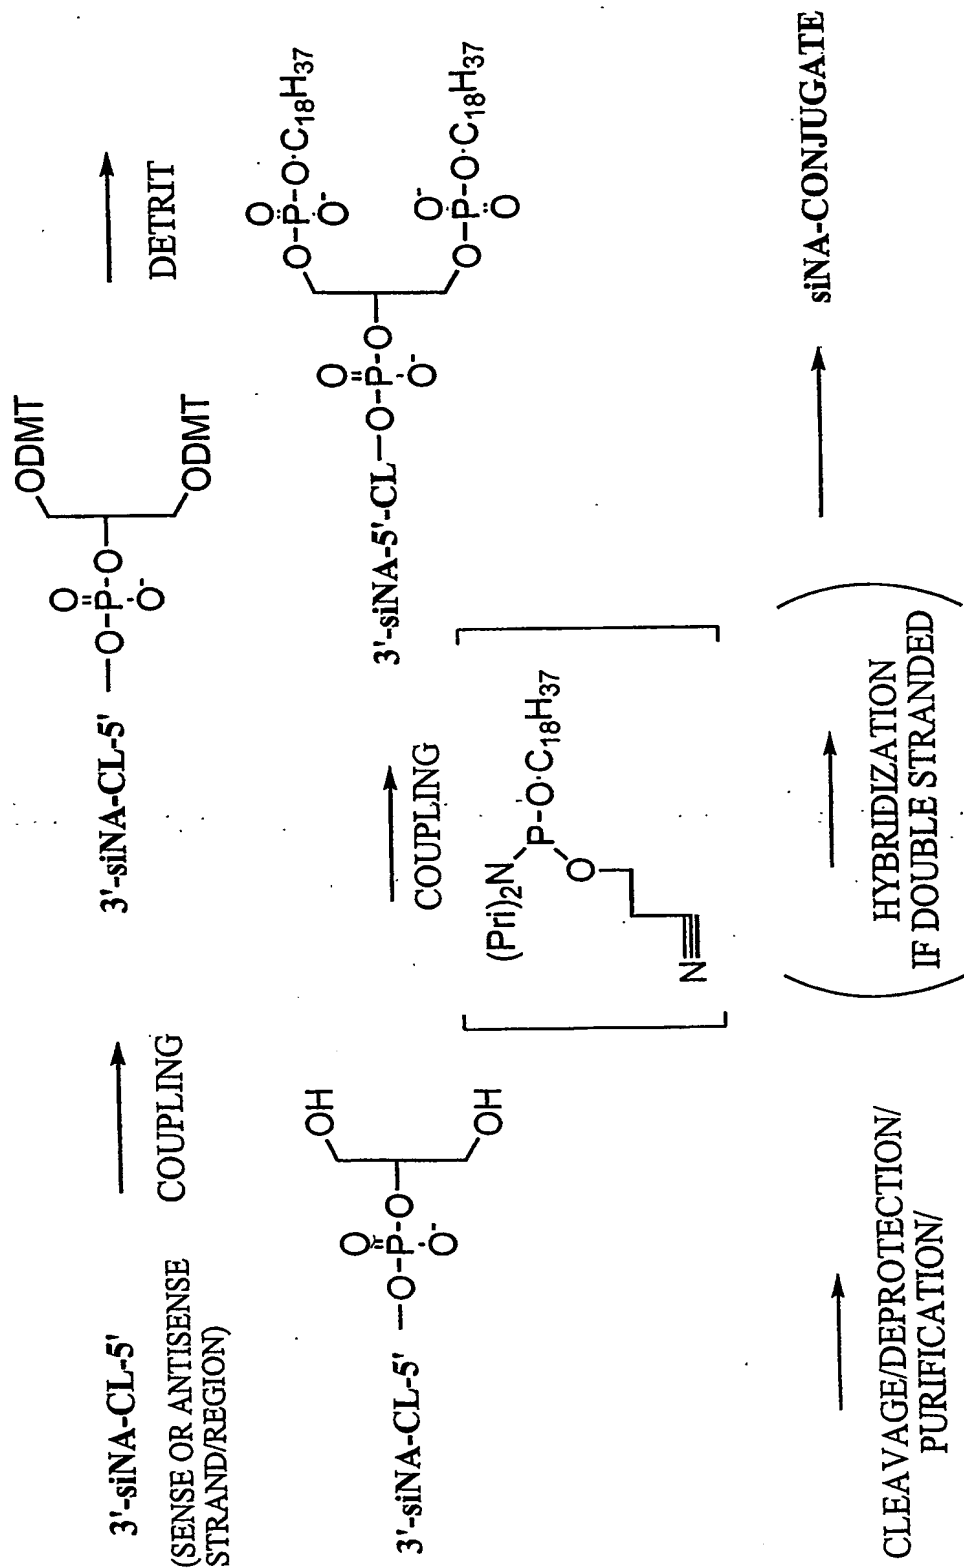 3'-siNA-CL-5'
(SENSE OR ANTISENSE
STRAND/REGION)
COUPLING
3'-siNA-CL-5' —O-P-O
O
O-
ODMT
ODMT
DETRIT
3'-siNA-CL-5' —O-P-O
O
O-
OH
OH
COUPLING
(Pri)2N
P-O·C18H37
O
N
3'-siNA-5'-CL —O-P-O
O
O-
O-P-O·C18H37
O
O-
O-P-O·C18H37
O-
O
CLEAVAGE/DEPROTECTION/
PURIFICATION/
HYBRIDIZATION
IF DOUBLE STRANDED
siNA-CONJUGATE